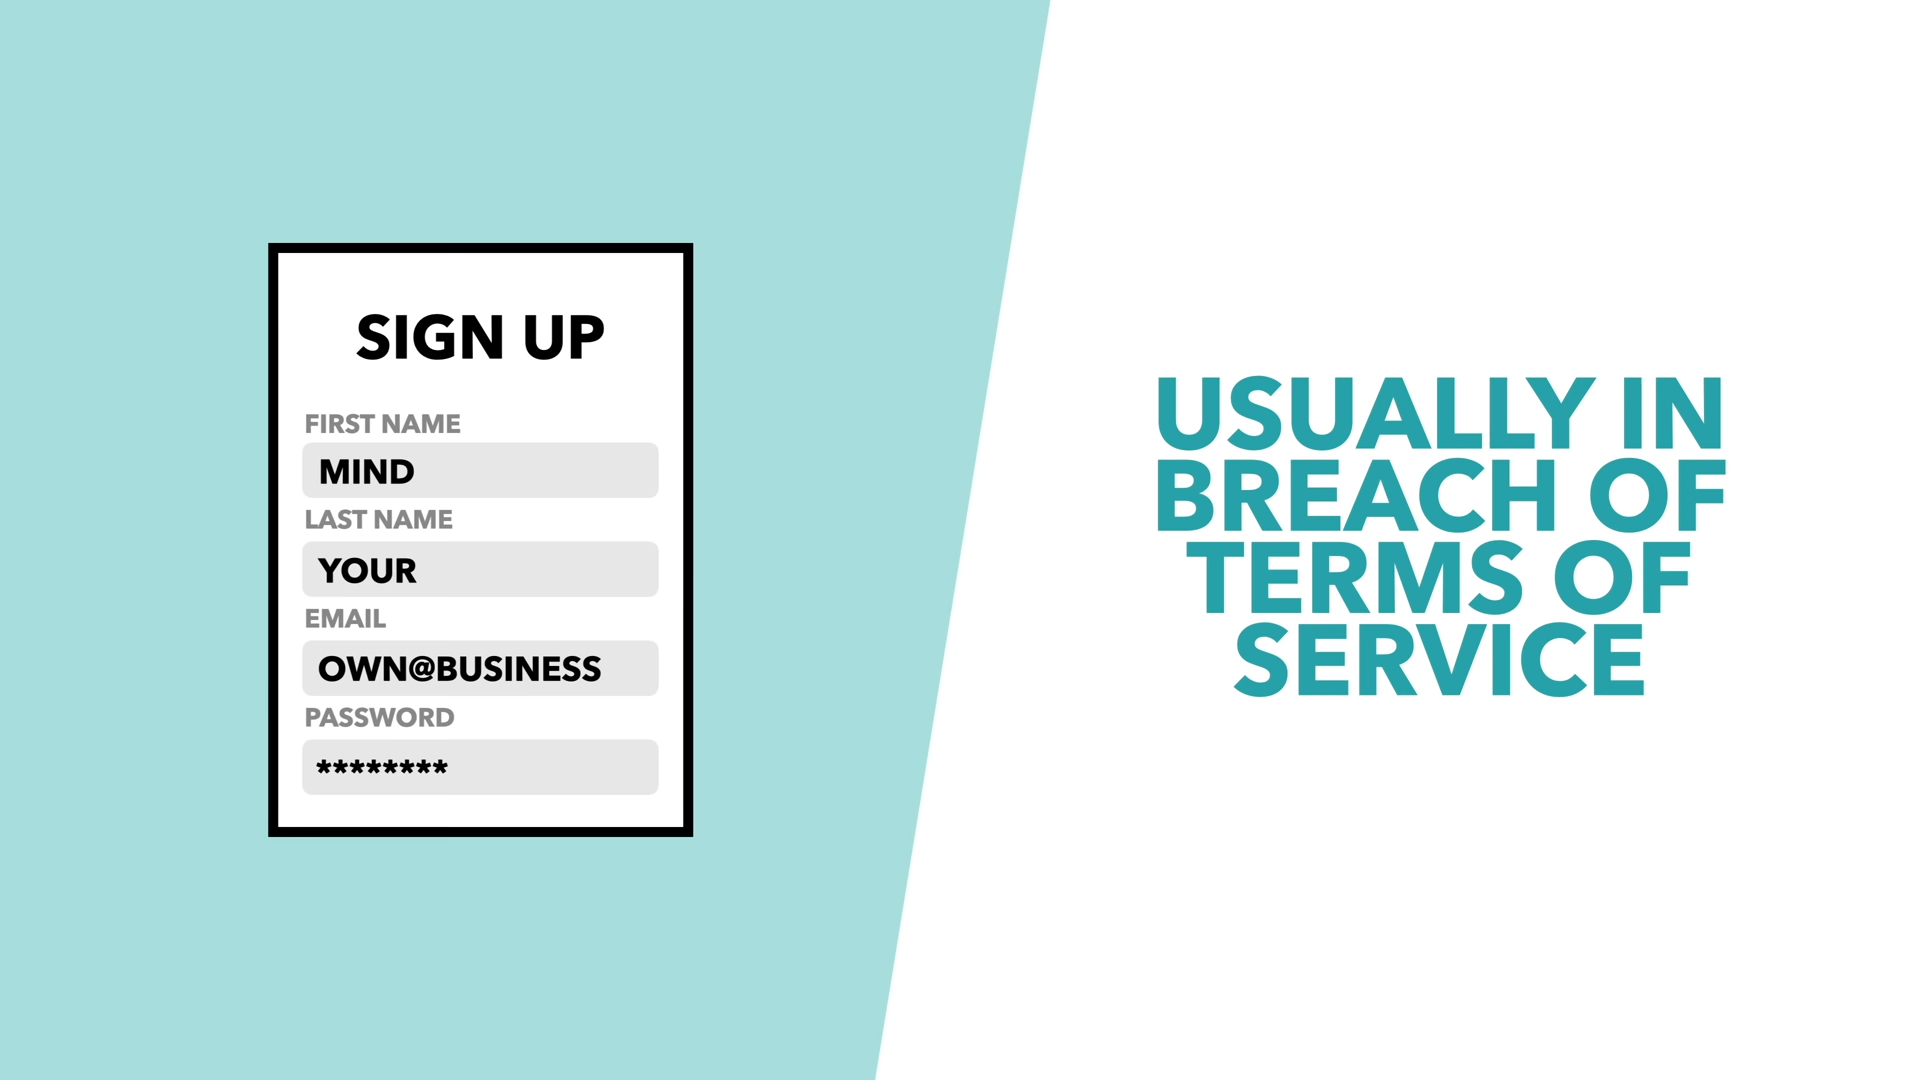 SIGN UP
FIRST NAME
MIND
LAST NAME
YOUR
EMAIL
OWN@BUSINESS
PASSWORD
********
USUALLY IN
BREACH OF
TERMS OF
SERVICE